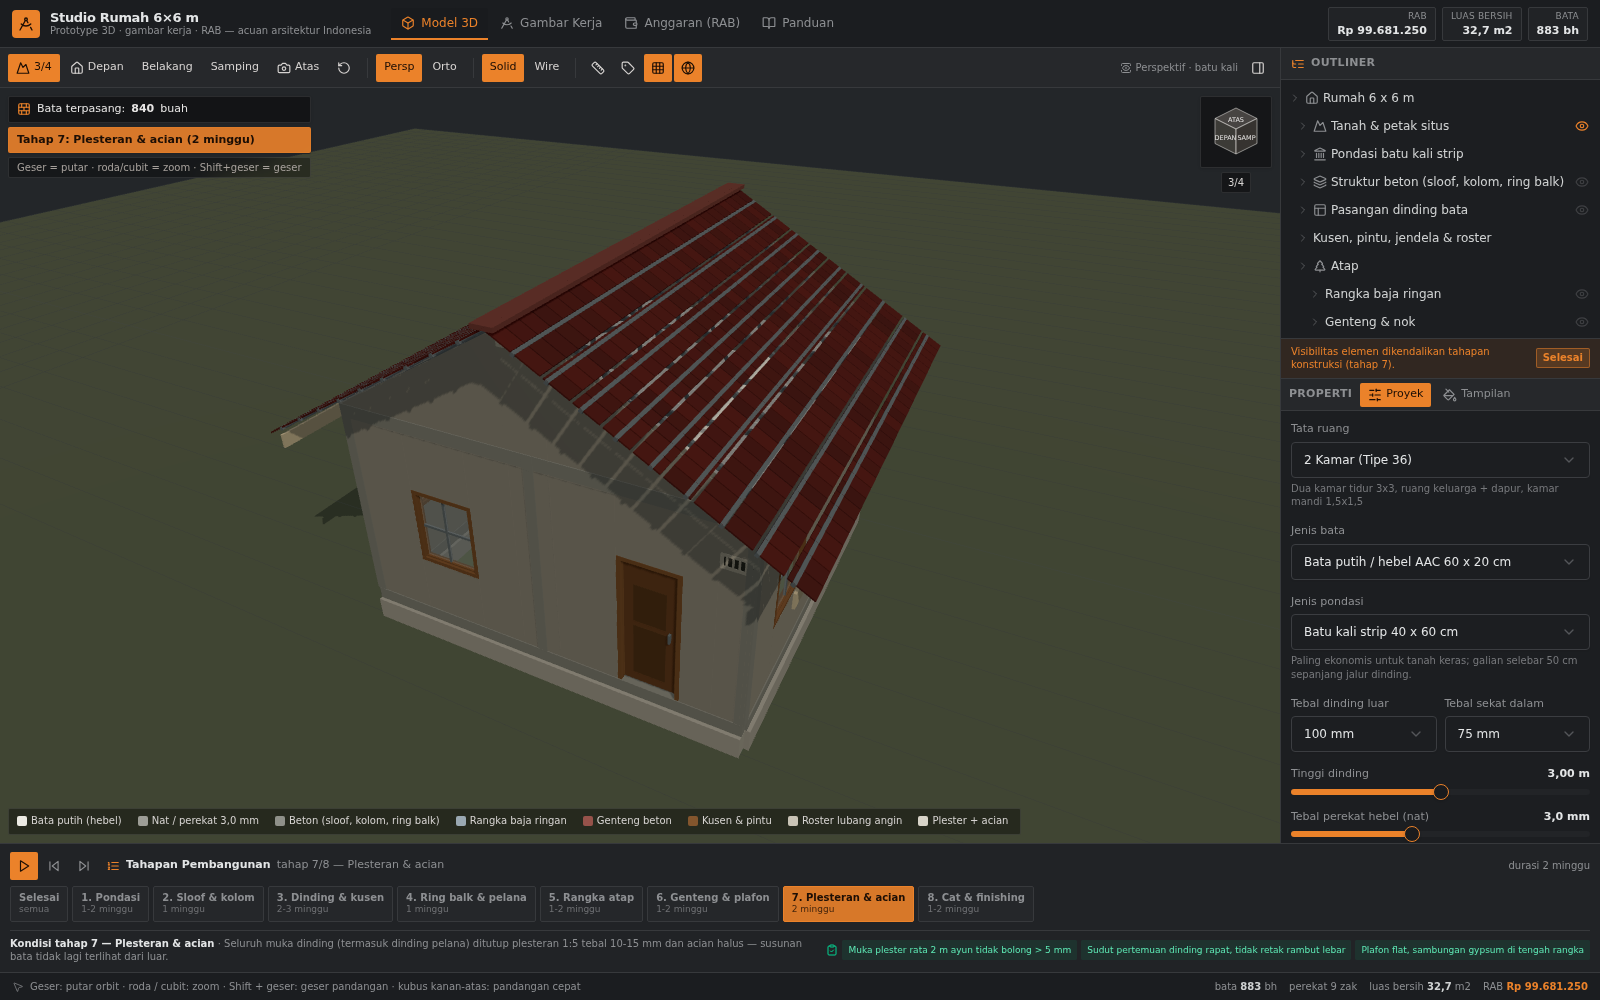 Studio Rumah 6×6 m
Prototype 3D · gambar kerja · RAB — acuan arsitektur Indonesia
Model 3D
Gambar Kerja
Anggaran (RAB)
Panduan
RAB
Rp 99.681.250
LUAS BERSIH
32,7 m2
BATA
883 bh
3/4
Depan
Belakang
Samping
Atas
Persp
Orto
Solid
Wire
Perspektif · batu kali
Bata terpasang: 840 buah
Tahap 7: Plesteran & acian (2 minggu)
Geser = putar · roda/cubit = zoom · Shift+geser = geser
ATAS
DEPAN
SAMP
3/4
Bata putih (hebel)
Nat / perekat 3,0 mm
Beton (sloof, kolom, ring balk)
Rangka baja ringan
Genteng beton
Kusen & pintu
Roster lubang angin
Plester + acian
OUTLINER
Rumah 6 x 6 m
Tanah & petak situs
Pondasi batu kali strip
Struktur beton (sloof, kolom, ring balk)
Pasangan dinding bata
Kusen, pintu, jendela & roster
Atap
Rangka baja ringan
Genteng & nok
Visibilitas elemen dikendalikan tahapan
konstruksi (tahap 7).
Selesai
PROPERTI
Proyek
Tampilan
Tata ruang
2 Kamar (Tipe 36)
Dua kamar tidur 3x3, ruang keluarga + dapur, kamar
mandi 1,5x1,5
Jenis bata
Bata putih / hebel AAC 60 x 20 cm
Jenis pondasi
Batu kali strip 40 x 60 cm
Paling ekonomis untuk tanah keras; galian selebar 50 cm
sepanjang jalur dinding.
Tebal dinding luar
Tebal sekat dalam
100 mm
75 mm
Tinggi dinding
3,00 m
Tebal perekat hebel (nat)
3,0 mm
Tahapan Pembangunan tahap 7/8 — Plesteran & acian
durasi 2 minggu
Selesai
semua
1. Pondasi
1-2 minggu
2. Sloof & kolom
1 minggu
3. Dinding & kusen
2-3 minggu
4. Ring balk & pelana
1 minggu
5. Rangka atap
1-2 minggu
6. Genteng & plafon
1-2 minggu
7. Plesteran & acian
2 minggu
8. Cat & finishing
1-2 minggu
Kondisi tahap 7 — Plesteran & acian · Seluruh muka dinding (termasuk dinding pelana) ditutup plesteran 1:5 tebal 10-15 mm dan acian halus — susunan
bata tidak lagi terlihat dari luar.
Muka plester rata 2 m ayun tidak bolong > 5 mm
Sudut pertemuan dinding rapat, tidak retak rambut lebar
Plafon flat, sambungan gypsum di tengah rangka
Geser: putar orbit · roda / cubit: zoom · Shift + geser: geser pandangan · kubus kanan-atas: pandangan cepat
bata 883 bh
perekat 9 zak
luas bersih 32,7 m2
RAB Rp 99.681.250